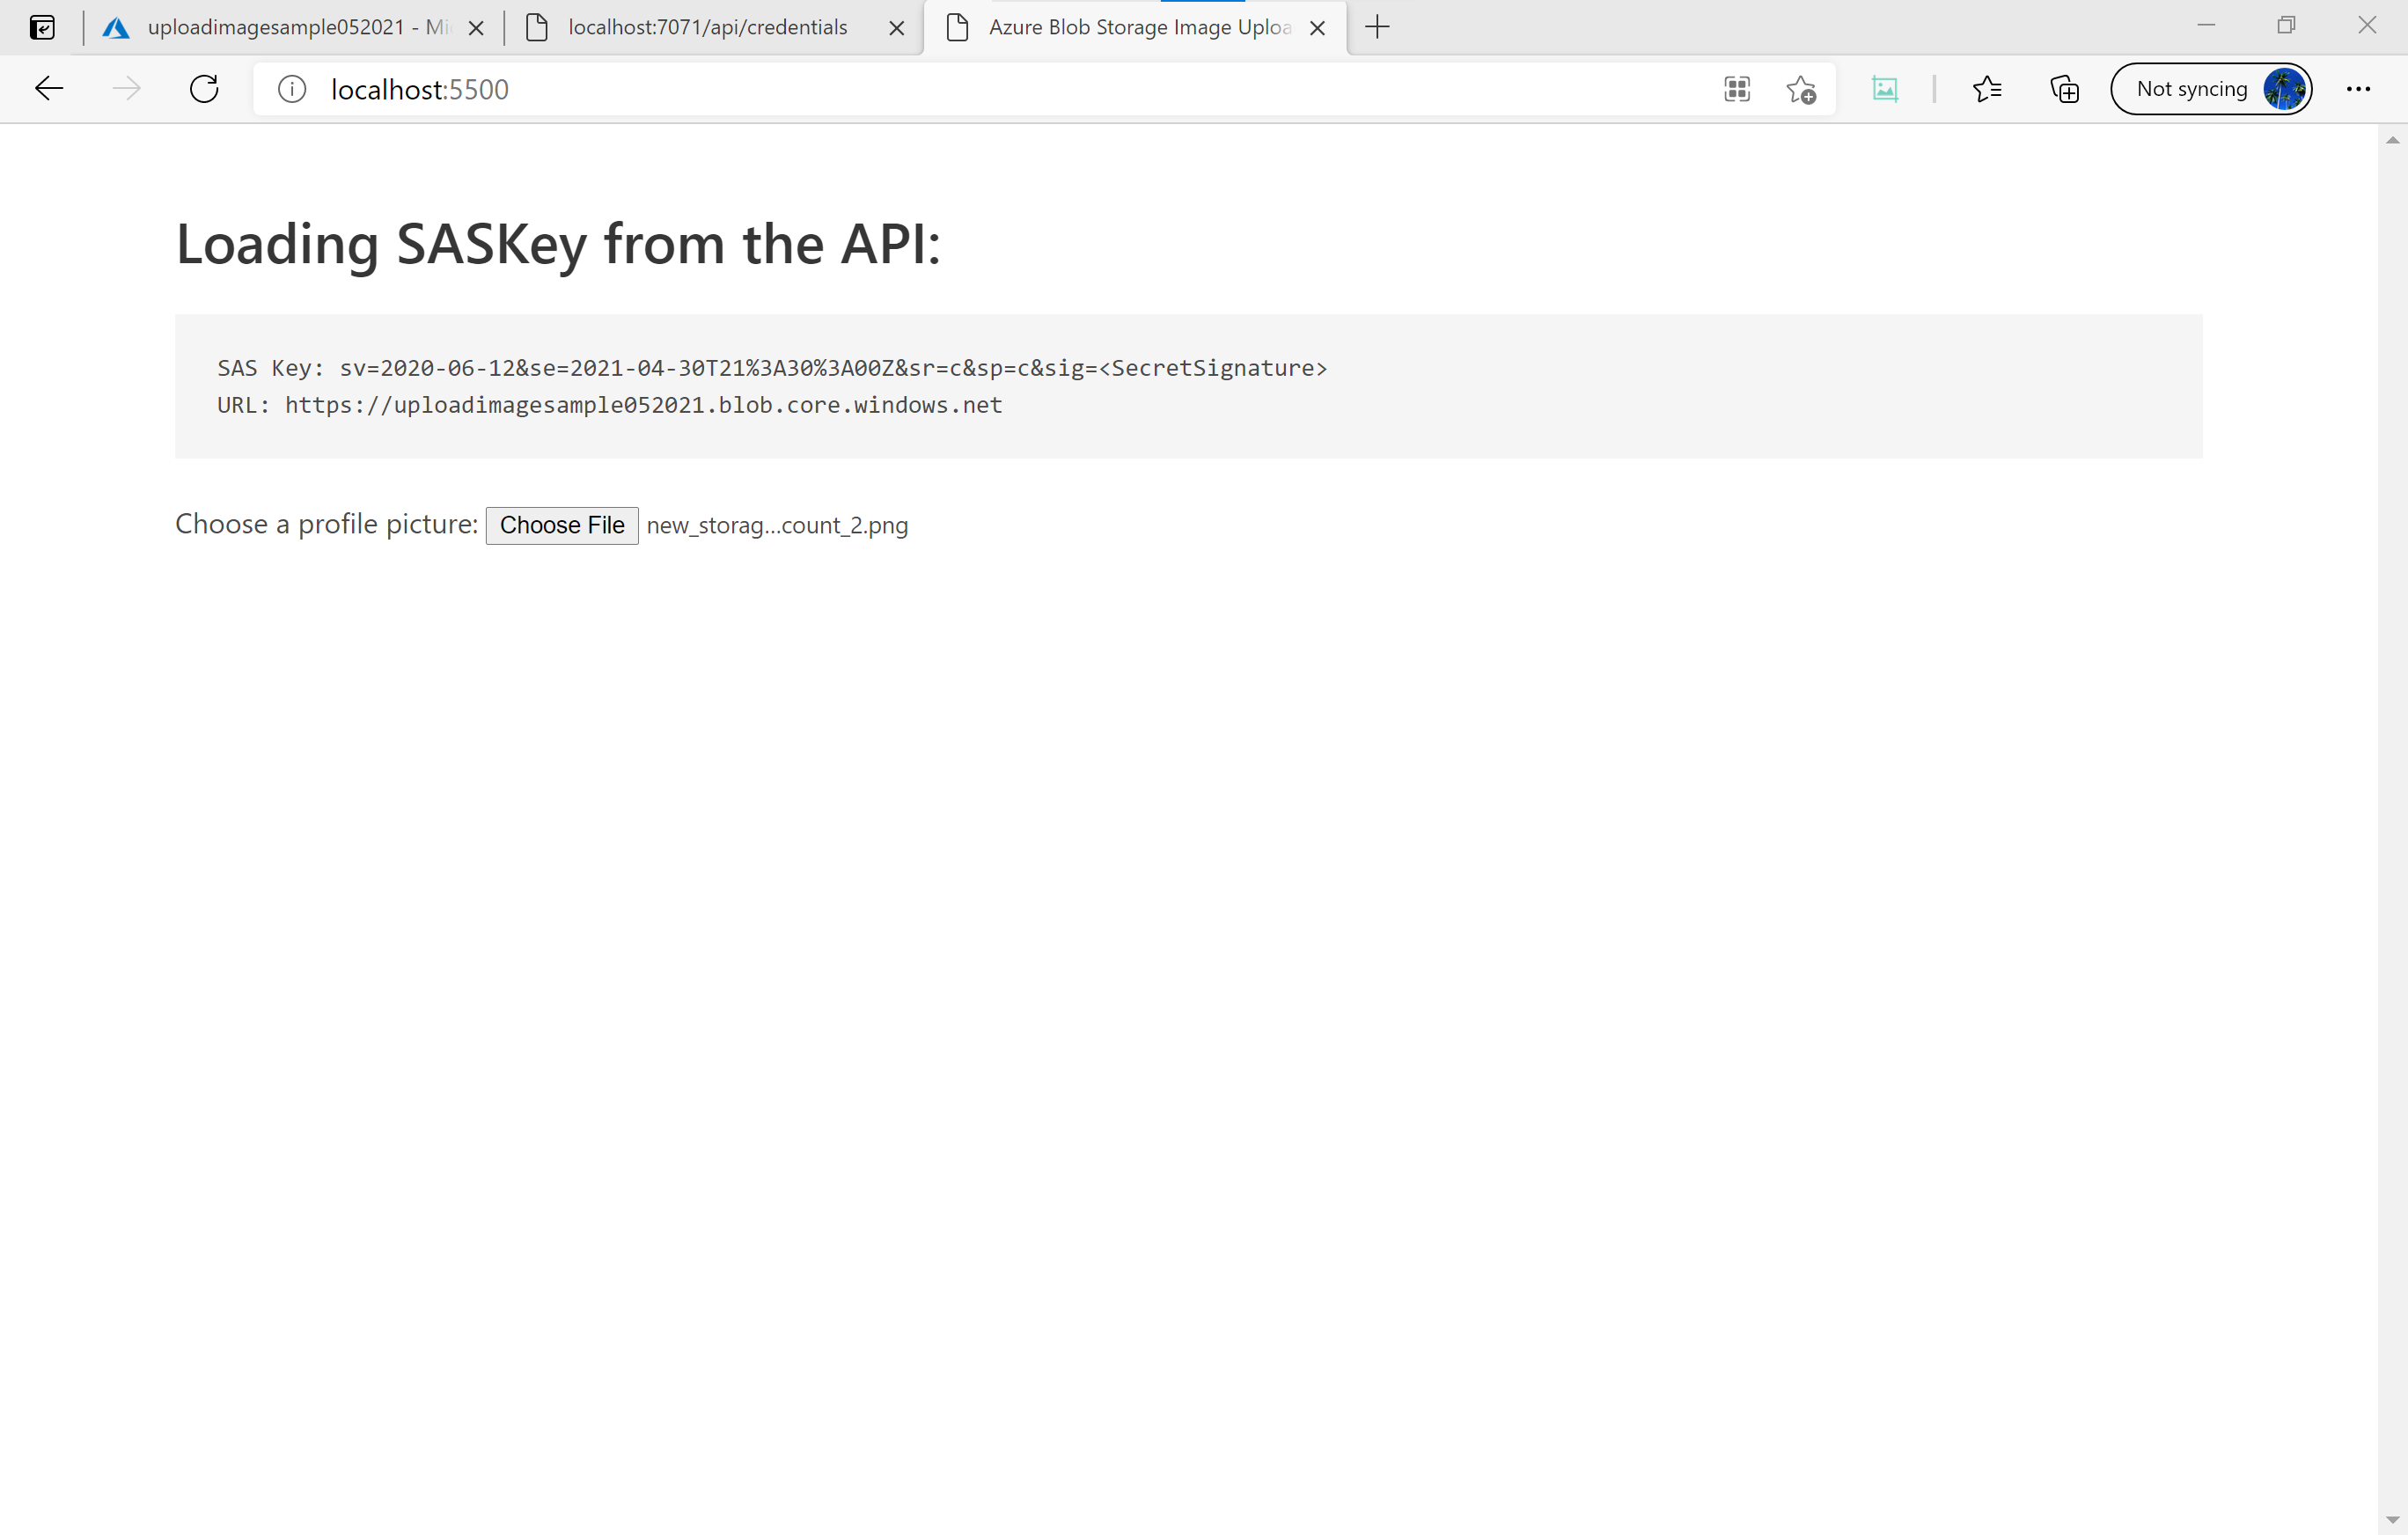 uploadimagesample052021 - Mi
localhost:7071/api/credentials
Azure Blob Storage Image Uploa
localhost:5500
Not syncing
Loading SASKey from the API:
SAS Key: sv=2020-06-12&se=2021-04-30T21%3A30%3A00Z&sr=c&sp=c&sig=<SecretSignature>
URL: https://uploadimagesample052021.blob.core.windows.net
Choose a profile picture: Choose File new_storag...count_2.png